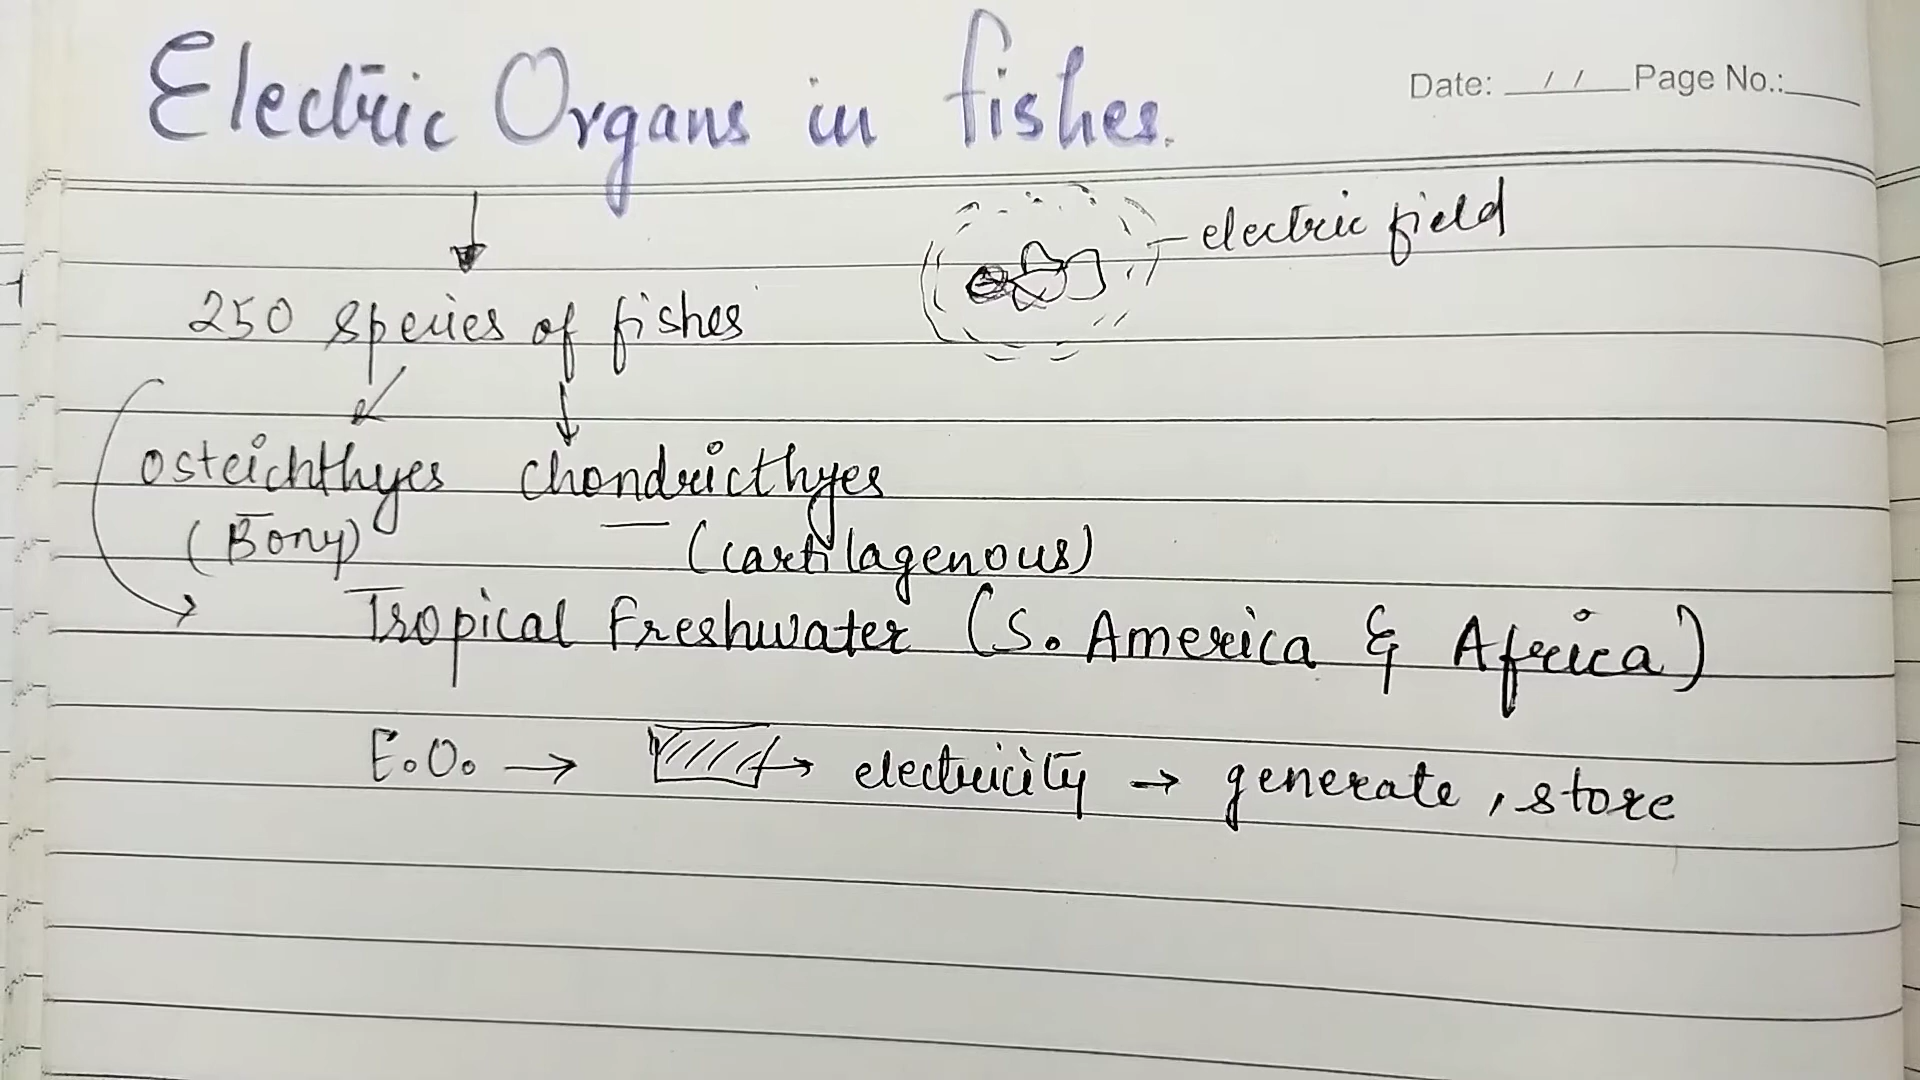 Electric Organs in fishes.
Date: / / Page No.:
electric field
250 species of fishes
osteichthyes chondricthyes
(Bony) (cartilagenous)
Tropical Freshwater (S. America & Africa)
E.O. → → electricity → generate, store